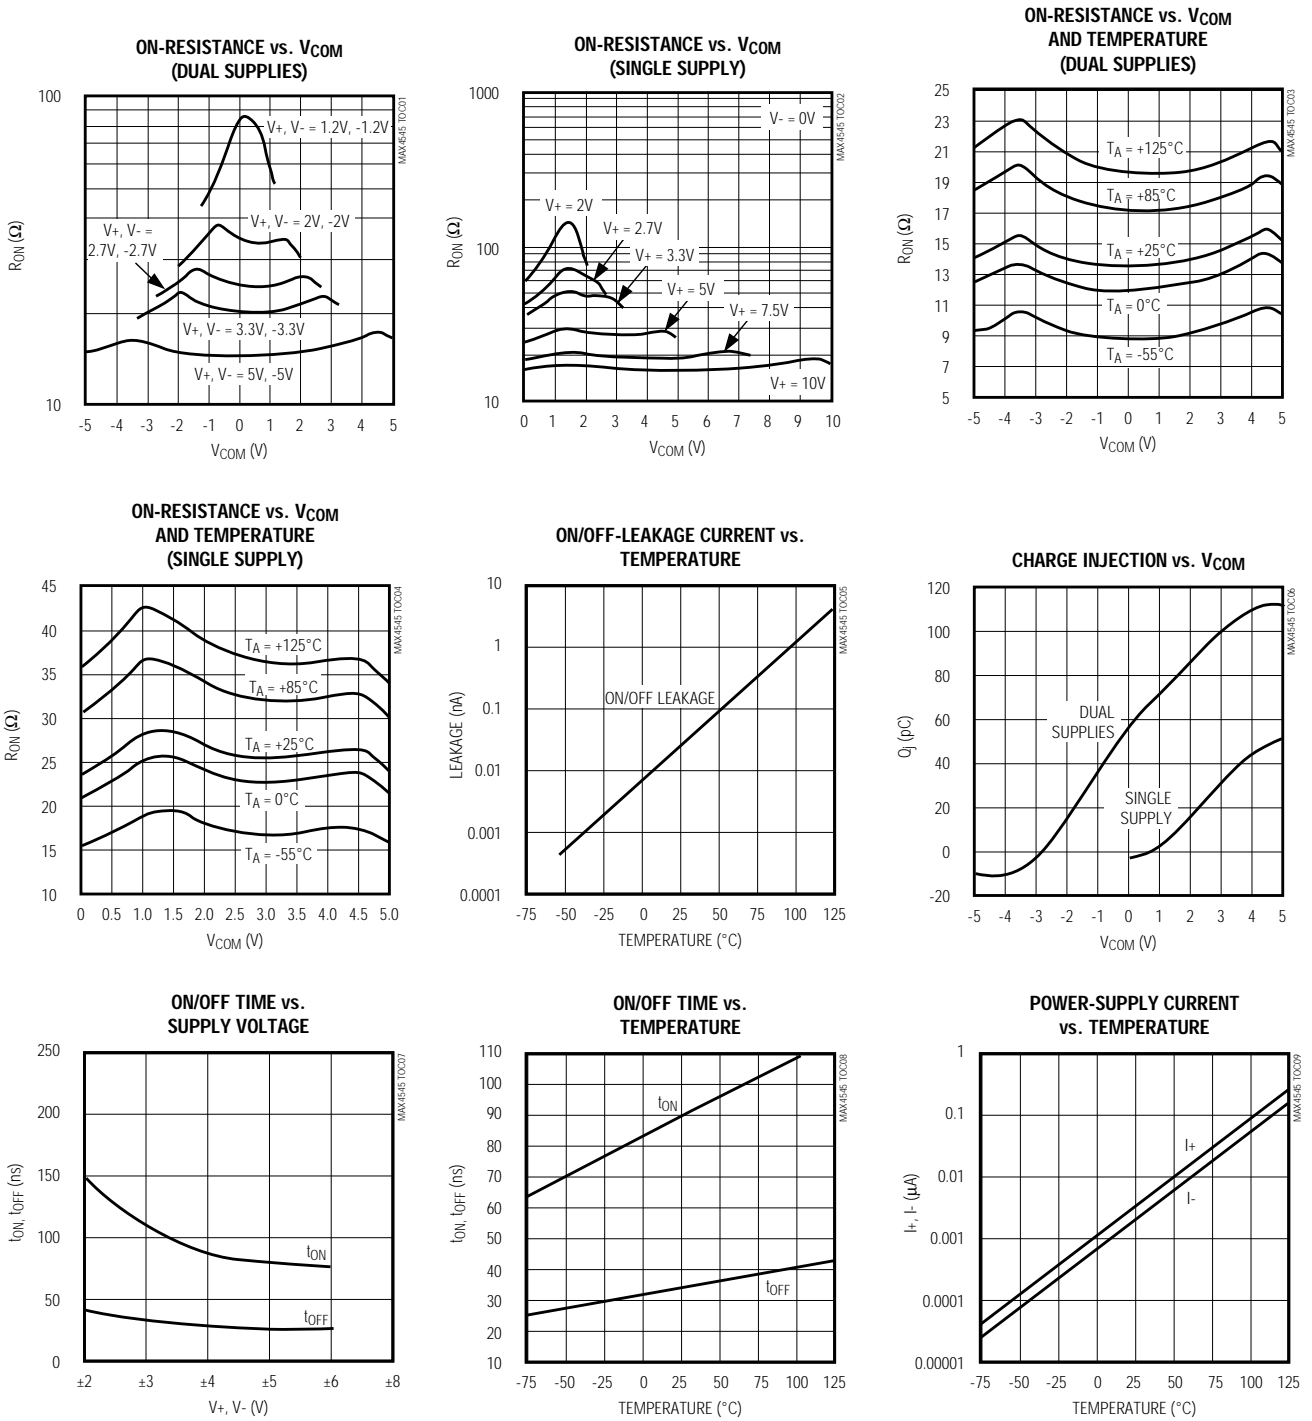 ON-RESISTANCE vs. VCOM
(DUAL SUPPLIES)
100
10
RON (Ω)
V+, V- = 1.2V, -1.2V
V+, V- = 2V, -2V
V+, V- =
2.7V, -2.7V
V+, V- = 3.3V, -3.3V
V+, V- = 5V, -5V
-5 -4 -3 -2 -1 0 1 2 3 4 5
VCOM (V)
MAX4545 TOC01
ON-RESISTANCE vs. VCOM
(SINGLE SUPPLY)
1000
100
10
RON (Ω)
V- = 0V
V+ = 2V
V+ = 2.7V
V+ = 3.3V
V+ = 5V
V+ = 7.5V
V+ = 10V
0 1 2 3 4 5 6 7 8 9 10
VCOM (V)
MAX4545 TOC02
ON-RESISTANCE vs. VCOM
AND TEMPERATURE
(DUAL SUPPLIES)
25
23
21
19
17
15
13
11
9
7
5
RON (Ω)
TA = +125°C
TA = +85°C
TA = +25°C
TA = 0°C
TA = -55°C
-5 -4 -3 -2 -1 0 1 2 3 4 5
VCOM (V)
MAX4545 TOC03
ON-RESISTANCE vs. VCOM
AND TEMPERATURE
(SINGLE SUPPLY)
45
40
35
30
25
20
15
10
RON (Ω)
TA = +125°C
TA = +85°C
TA = +25°C
TA = 0°C
TA = -55°C
0 0.5 1.0 1.5 2.0 2.5 3.0 3.5 4.0 4.5 5.0
VCOM (V)
MAX4545 TOC04
ON/OFF-LEAKAGE CURRENT vs.
TEMPERATURE
10
1
0.1
0.01
0.001
0.0001
LEAKAGE (nA)
ON/OFF LEAKAGE
-75 -50 -25 0 25 50 75 100 125
TEMPERATURE (°C)
MAX4545 TOC05
CHARGE INJECTION vs. VCOM
120
100
80
60
40
20
0
-20
Qj (pC)
DUAL
SUPPLIES
SINGLE
SUPPLY
-5 -4 -3 -2 -1 0 1 2 3 4 5
VCOM (V)
MAX4545 TOC06
ON/OFF TIME vs.
SUPPLY VOLTAGE
250
200
150
100
50
0
tON, tOFF (ns)
tON
tOFF
±2 ±3 ±4 ±5 ±6 ±8
V+, V- (V)
MAX4545 TOC07
ON/OFF TIME vs.
TEMPERATURE
110
100
90
80
70
60
50
40
30
20
10
tON, tOFF (ns)
tON
tOFF
-75 -50 -25 0 25 50 75 100 125
TEMPERATURE (°C)
MAX4545 TOC08
POWER-SUPPLY CURRENT
vs. TEMPERATURE
1
0.1
0.01
0.001
0.0001
0.00001
I+, I- (µA)
I+
I-
-75 -50 -25 0 25 50 75 100 125
TEMPERATURE (°C)
MAX4545 TOC09